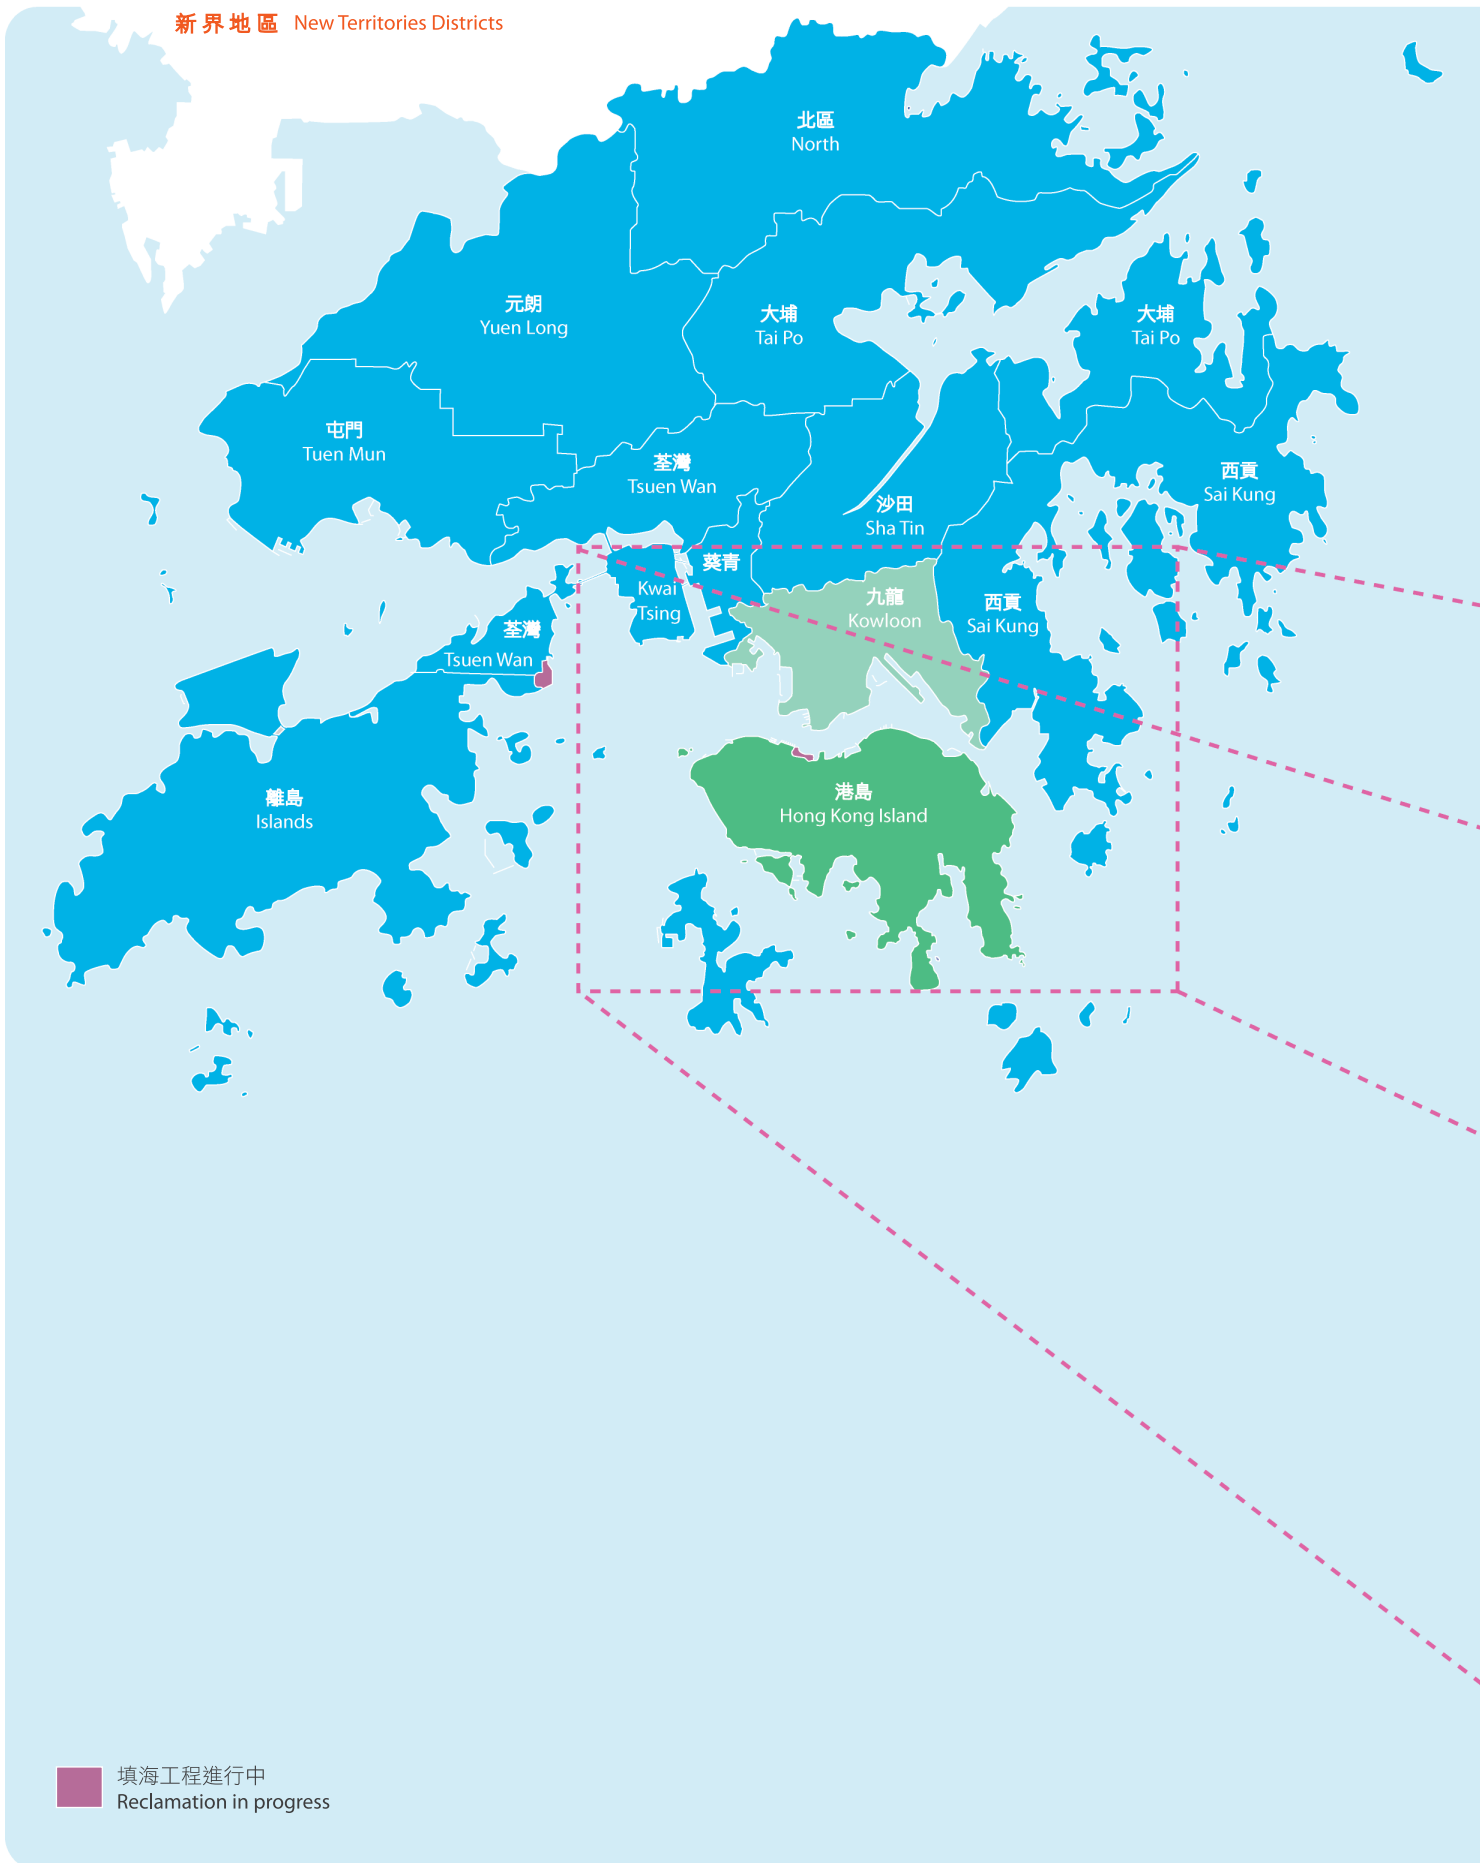 新界地區 New Territories Districts
北區
North
元朗
Yuen Long
大埔
Tai Po
大埔
Tai Po
屯門
Tuen Mun
荃灣
Tsuen Wan
西貢
Sai Kung
沙田
Sha Tin
葵青
Kwai
Tsing
九龍
Kowloon
西貢
Sai Kung
荃灣
Tsuen Wan
離島
Islands
港島
Hong Kong Island
填海工程進行中
Reclamation in progress